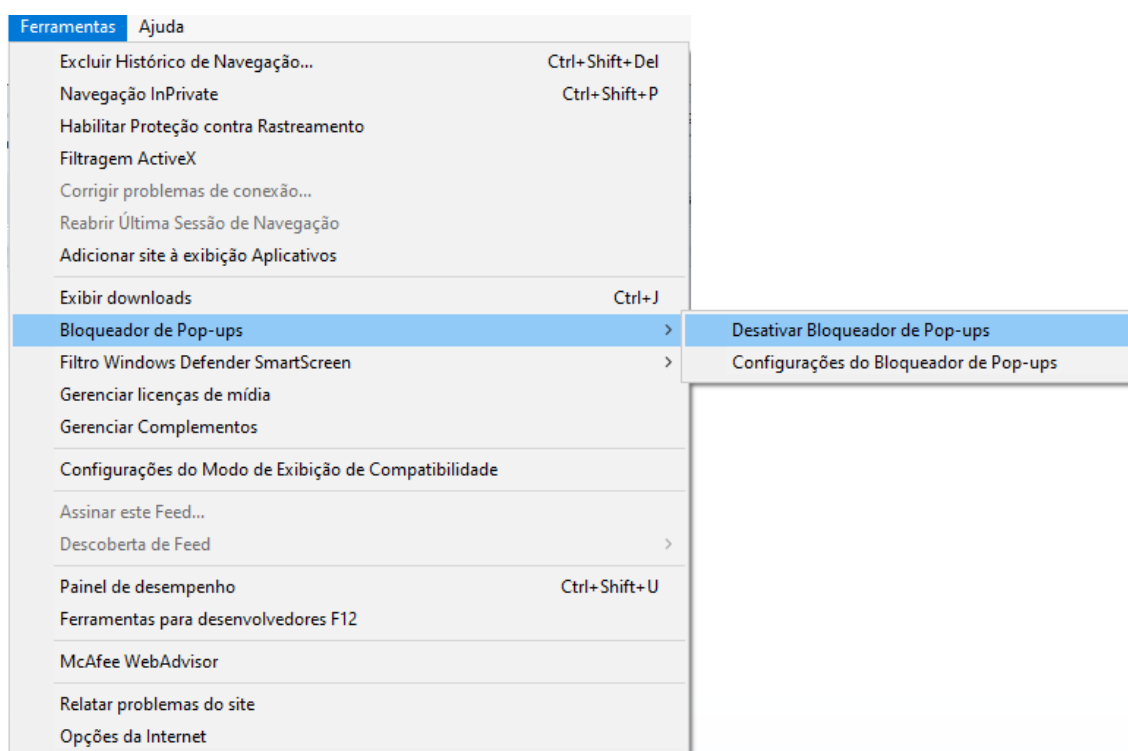 Ferramentas Ajuda
Excluir Histórico de Navegação... Ctrl+Shift+Del
Navegação InPrivate Ctrl+Shift+P
Habilitar Proteção contra Rastreamento
Filtragem ActiveX
Corrigir problemas de conexão...
Reabrir Última Sessão de Navegação
Adicionar site à exibição Aplicativos
Exibir downloads Ctrl+J
Bloqueador de Pop-ups > Desativar Bloqueador de Pop-ups
Filtro Windows Defender SmartScreen > Configurações do Bloqueador de Pop-ups
Gerenciar licenças de mídia
Gerenciar Complementos
Configurações do Modo de Exibição de Compatibilidade
Assinar este Feed...
Descoberta de Feed >
Painel de desempenho Ctrl+Shift+U
Ferramentas para desenvolvedores F12
McAfee WebAdvisor
Relatar problemas do site
Opções da Internet